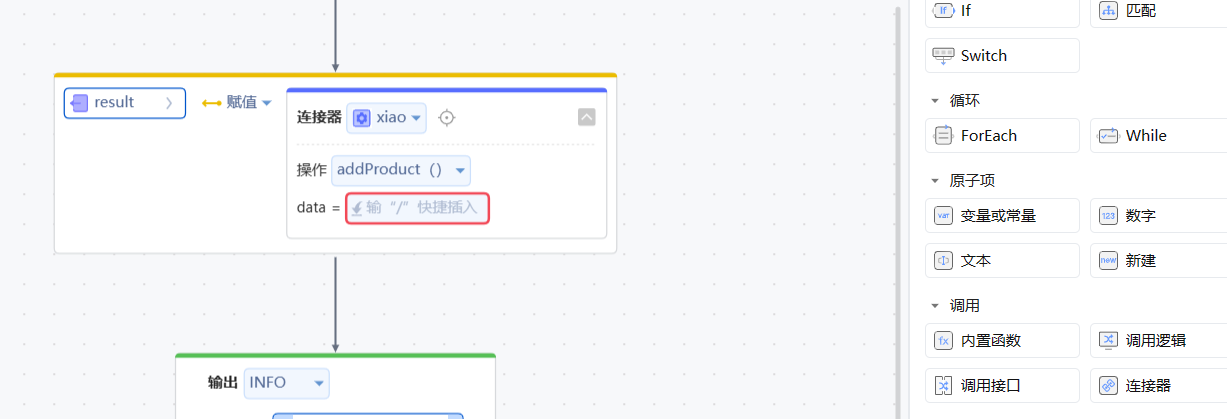 result
赋值
连接器 xiao
操作 addProduct ()
data = 输“/”快捷插入
输出 INFO
If
匹配
Switch
循环
ForEach
While
原子项
变量或常量
数字
文本
新建
调用
内置函数
调用逻辑
调用接口
连接器